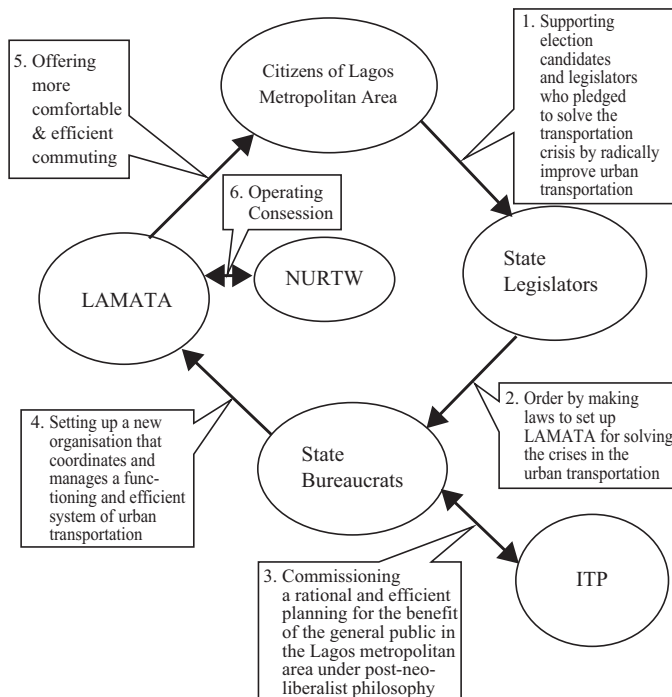 5. Offering
more
comfortable
& efficient
commuting
Citizens of Lagos
Metropolitan Area
1. Supporting
election
candidates
and legislators
who pledged
to solve the
transportation
crisis by radically
improve urban
transportation
6. Operating
Consession
LAMATA
NURTW
State
Legislators
4. Setting up a new
organisation that
coordinates and
manages a func-
tioning and efficient
system of urban
transportation
State
Bureaucrats
2. Order by making
laws to set up
LAMATA for solving
the crises in the
urban transportation
3. Commissioning
a rational and efficient
planning for the benefit
of the general public in
the Lagos metropolitan
area under post-neo-
liberalist philosophy
ITP